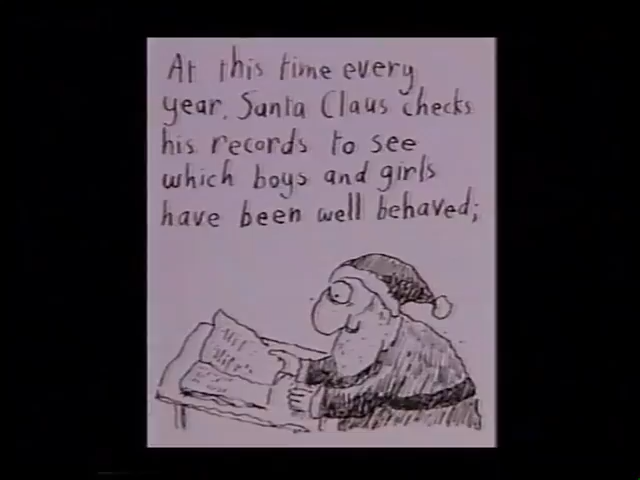 At this time every
year, Santa Claus checks
his records to see
which boys and girls
have been well behaved;